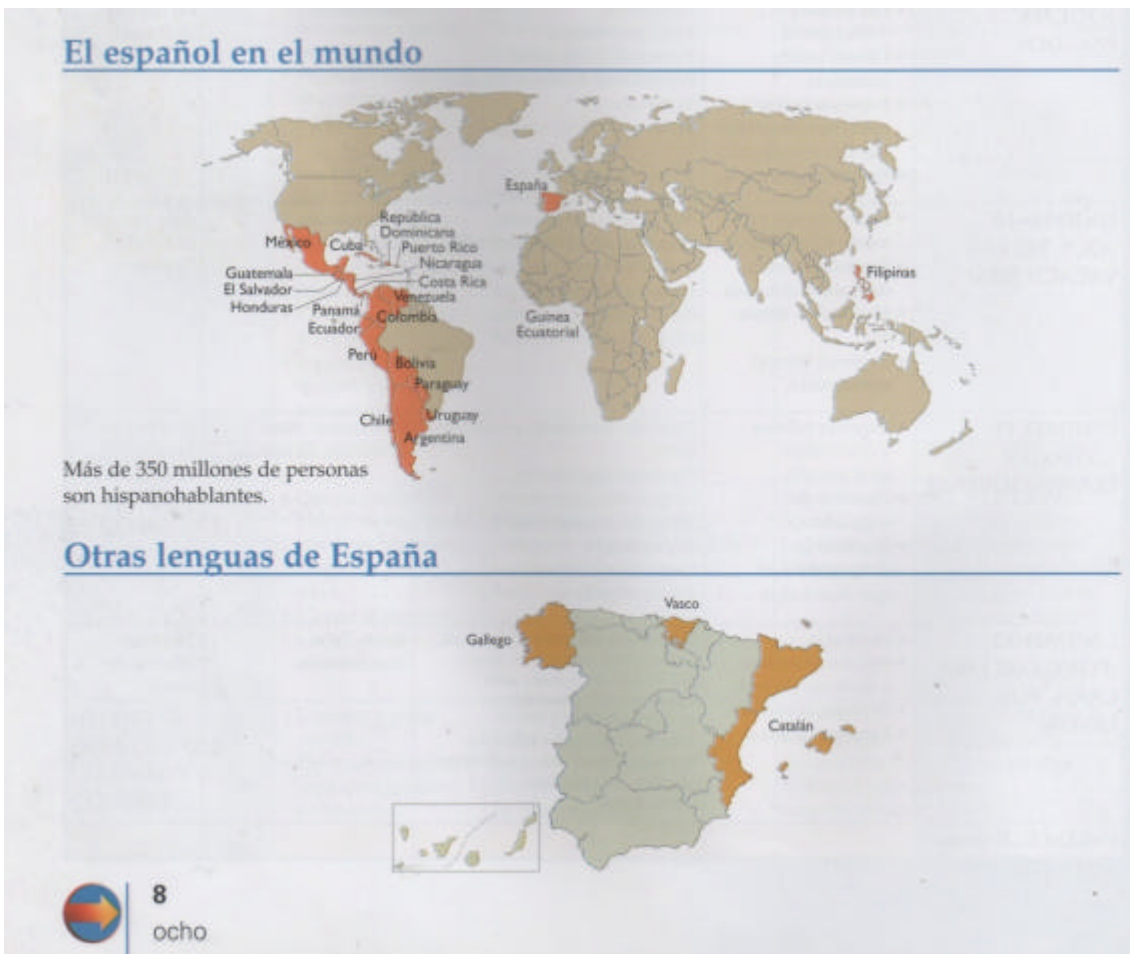 El español en el mundo
España
República
Dominicana
México
Cuba
Puerto Rico
Nicaragua
Guatemala
El Salvador
Costa Rica
Honduras
Venezuela
Panamá
Colombia
Ecuador
Guinea
Ecuatorial
Filipinas
Perú
Bolivia
Paraguay
Chile
Uruguay
Argentina
Más de 350 millones de personas
son hispanohablantes.
Otras lenguas de España
Vasco
Gallego
Catalán
8
ocho